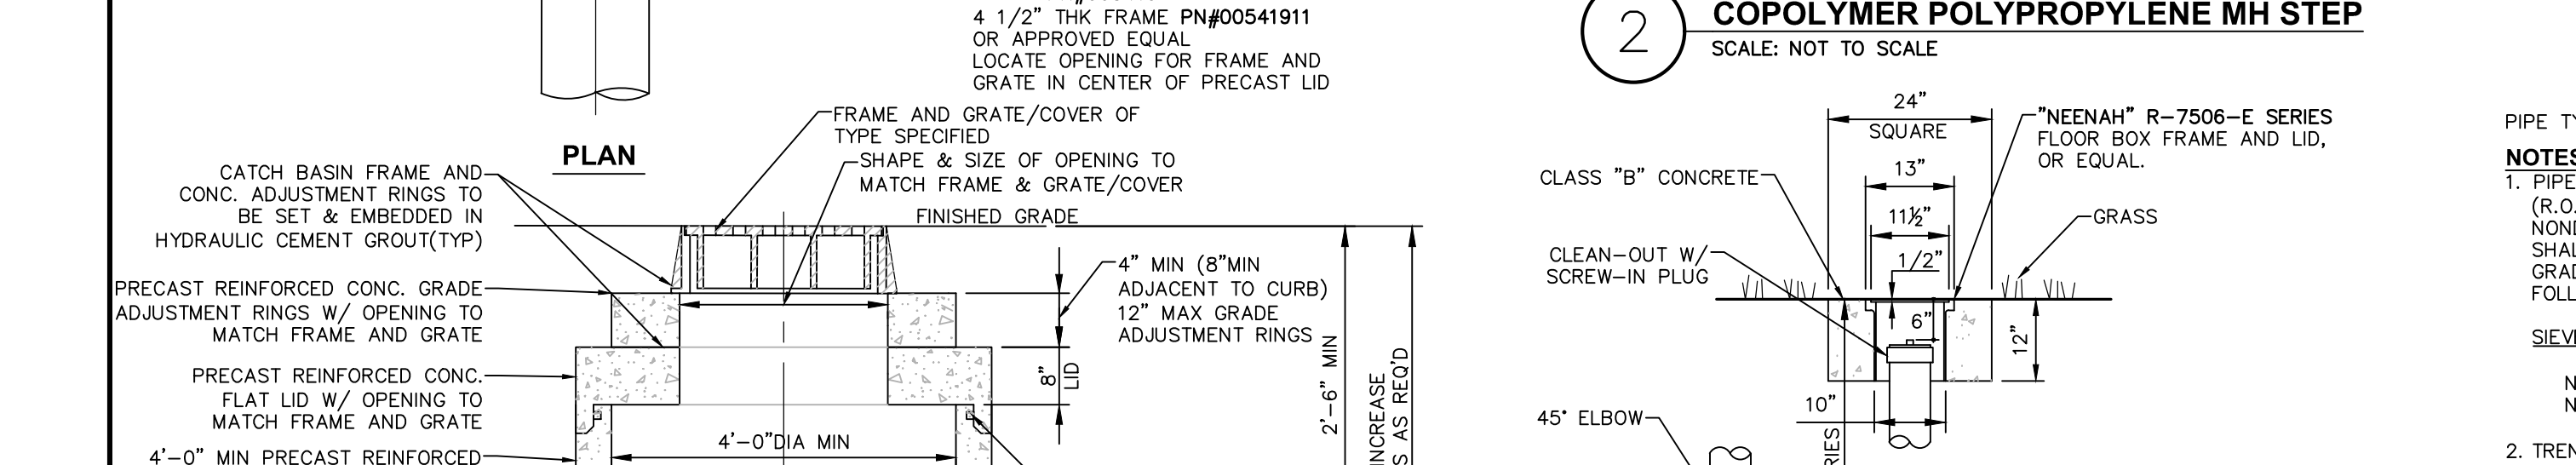 4 1/2" THK FRAME PN#00541911
OR APPROVED EQUAL
LOCATE OPENING FOR FRAME AND
GRATE IN CENTER OF PRECAST LID
FRAME AND GRATE/COVER OF
TYPE SPECIFIED
SHAPE & SIZE OF OPENING TO
MATCH FRAME & GRATE/COVER
PLAN
CATCH BASIN FRAME AND
CONC. ADJUSTMENT RINGS TO
BE SET & EMBEDDED IN
HYDRAULIC CEMENT GROUT(TYP)
FINISHED GRADE
PRECAST REINFORCED CONC. GRADE
ADJUSTMENT RINGS W/ OPENING TO
MATCH FRAME AND GRATE
4" MIN (8"MIN
ADJACENT TO CURB)
12" MAX GRADE
ADJUSTMENT RINGS
PRECAST REINFORCED CONC.
FLAT LID W/ OPENING TO
MATCH FRAME AND GRATE
8"
LID
2'-6" MIN
INCREASE
AS REQ'D
4'-0"DIA MIN
4'-0" MIN PRECAST REINFORCED
2
COPOLYMER POLYPROPYLENE MH STEP
SCALE: NOT TO SCALE
24"
SQUARE
"NEENAH" R-7506-E SERIES
FLOOR BOX FRAME AND LID,
OR EQUAL.
13"
CLASS "B" CONCRETE
11½"
GRASS
CLEAN-OUT W/
SCREW-IN PLUG
1/2"
6"
12"
10"
45° ELBOW
PIPE
NOTES
1. PIPE
(R.O.
2.